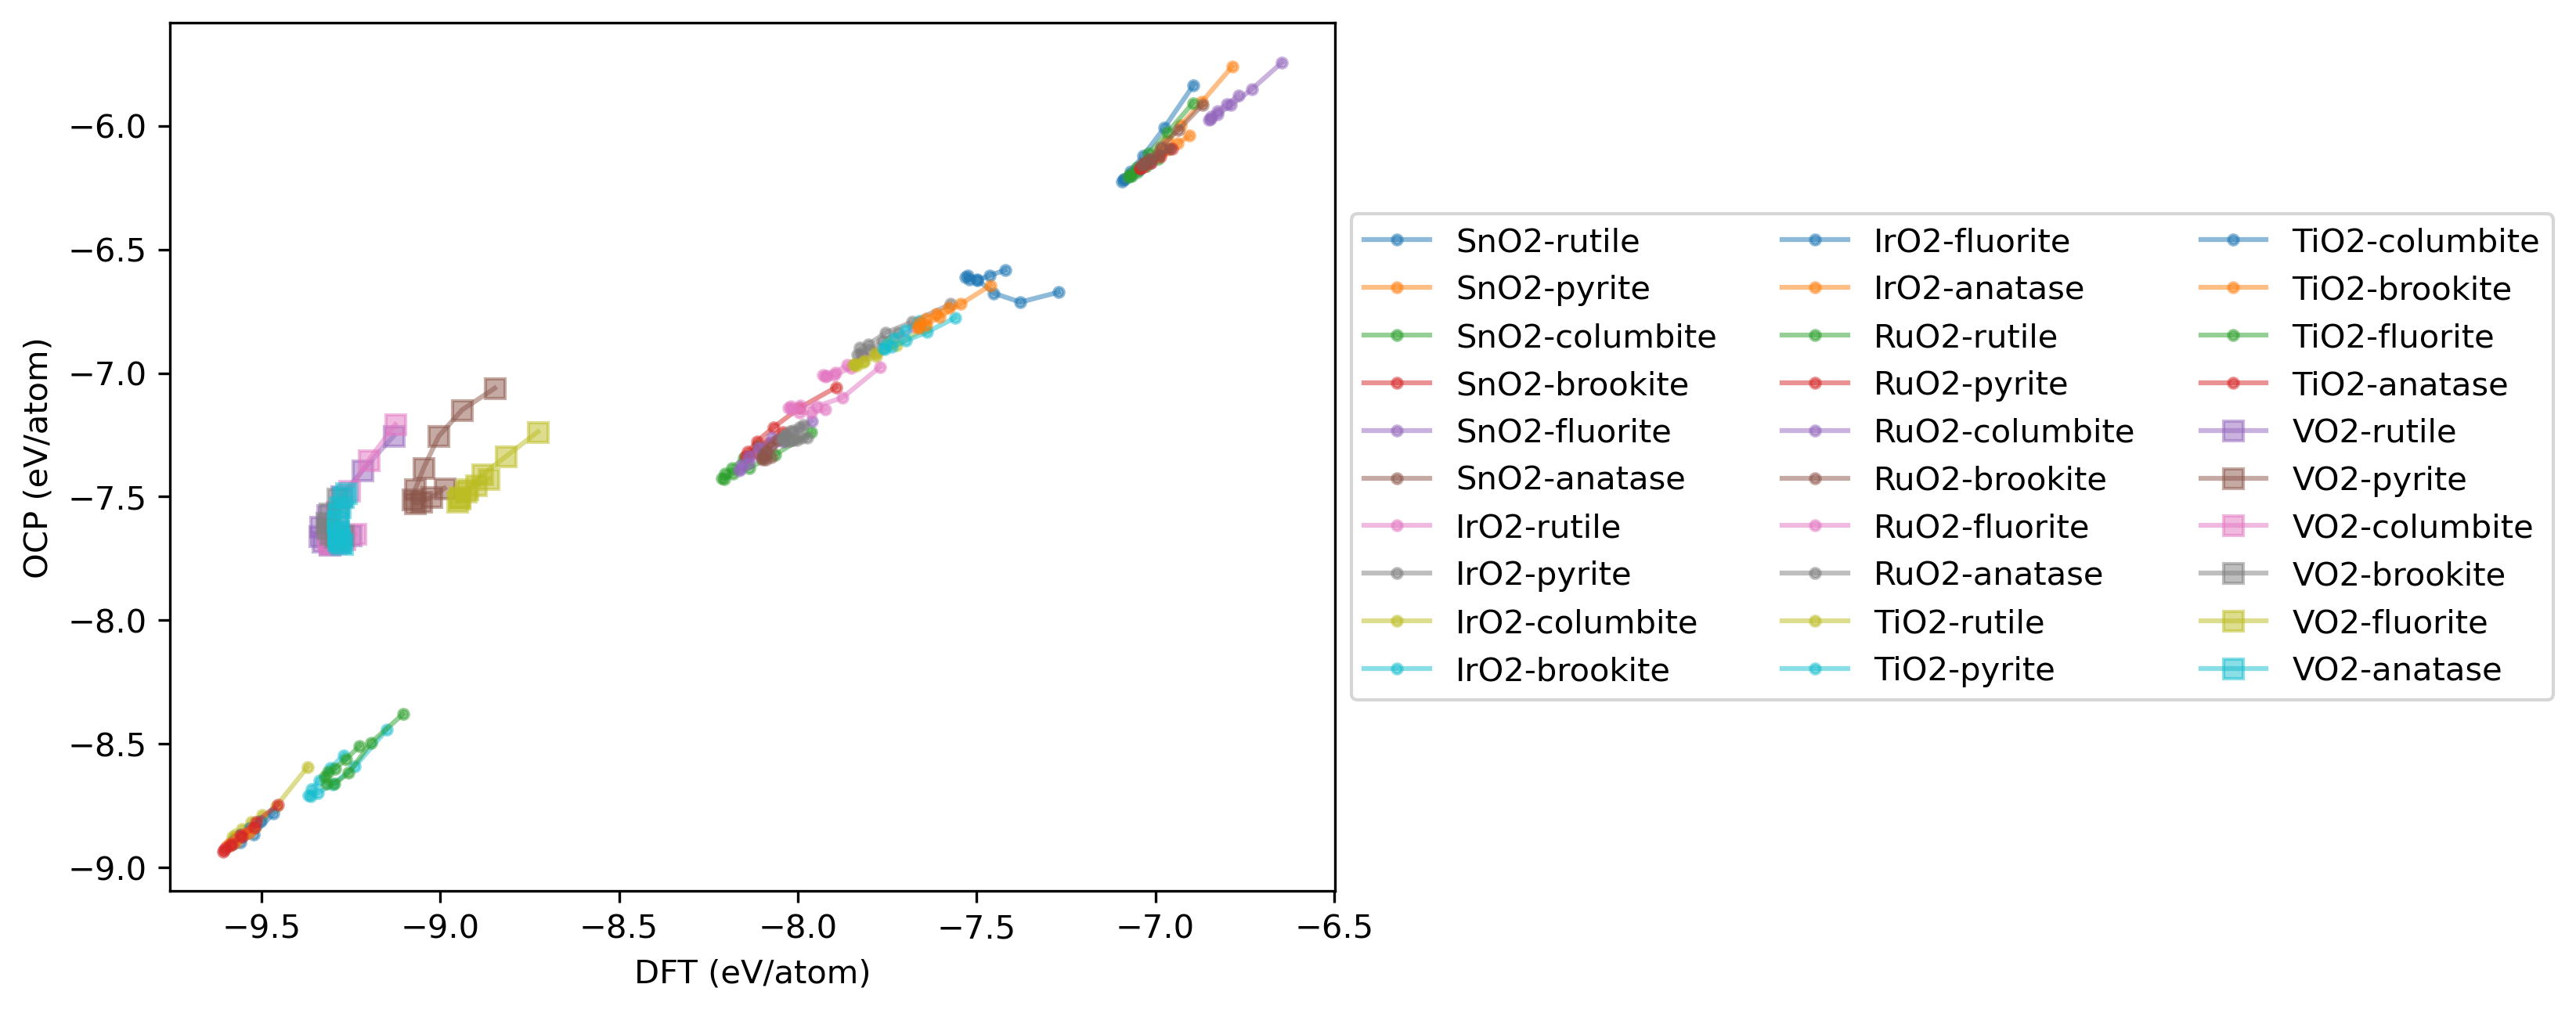 −6.0
−6.5
−7.0
−7.5
−8.0
−8.5
−9.0
OCP (eV/atom)
−9.5
−9.0
−8.5
−8.0
−7.5
−7.0
−6.5
DFT (eV/atom)
SnO2-rutile
SnO2-pyrite
SnO2-columbite
SnO2-brookite
SnO2-fluorite
SnO2-anatase
IrO2-rutile
IrO2-pyrite
IrO2-columbite
IrO2-brookite
IrO2-fluorite
IrO2-anatase
RuO2-rutile
RuO2-pyrite
RuO2-columbite
RuO2-brookite
RuO2-fluorite
RuO2-anatase
TiO2-rutile
TiO2-pyrite
TiO2-columbite
TiO2-brookite
TiO2-fluorite
TiO2-anatase
VO2-rutile
VO2-pyrite
VO2-columbite
VO2-brookite
VO2-fluorite
VO2-anatase